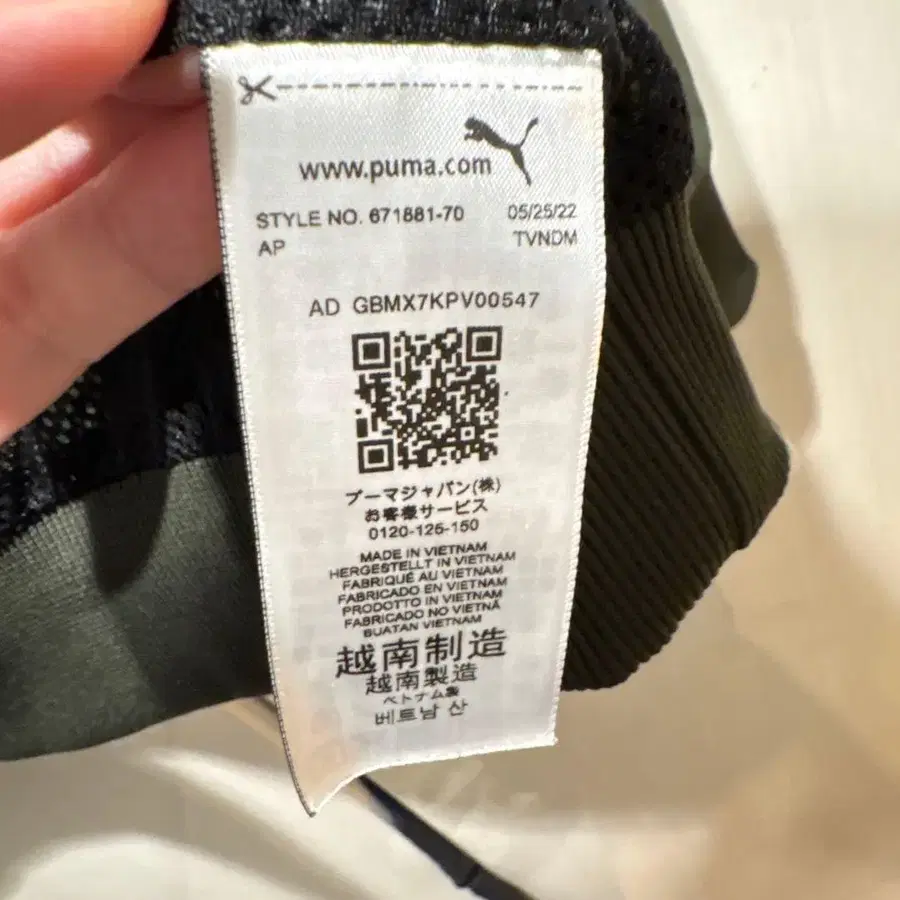 www.puma.com
STYLE NO. 671881-70 05/25/22
AP TVNDM
AD GBMX7KPV00547
プーマジャパン(株)
お客様サービス
0120-125-150
MADE IN VIETNAM
HERGESTELLT IN VIETNAM
FABRIQUÉ AU VIETNAM
FABRICADO EN VIETNAM
PRODOTTO IN VIETNAM
FABRICADO NO VIETNÃ
BUATAN VIETNAM
越南制造
越南製造
ベトナム製
베트남 산